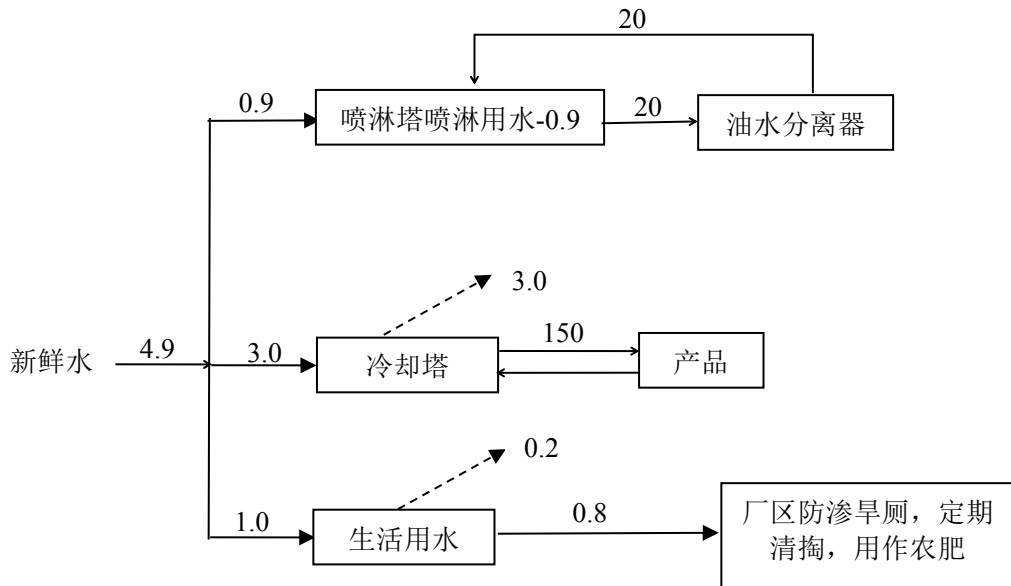 20
0.9
喷淋塔喷淋用水-0.9
20
油水分离器
3.0
新鲜水
4.9
3.0
冷却塔
150
产品
0.2
1.0
生活用水
0.8
厂区防渗旱厕，定期
清掏，用作农肥